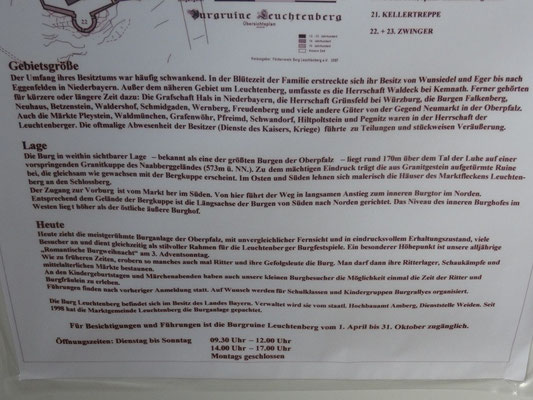 22
Burgruine Leuchtenberg
Übersichtsplan
21. KELLERTREPPE
22. + 23. ZWINGER
Gebietsgröße
Der Umfang ihres Besitztums war häufig schwankend. In der Blütezeit der Familie erstreckte sich ihr Besitz von Wunsiedel und Eger bis nach
Eggenfelden in Niederbayern. Außer dem näheren Gebiet um Leuchtenberg, umfasste es die Herrschaft Waldeck bei Kemnath. Ferner gehörten
für kürzere oder längere Zeit dazu: Die Grafschaft Hals in Niederbayern, die Herrschaft Grünsfeld bei Würzburg, die Burgen Falkenberg,
Neuhaus, Betzenstein, Waldershof, Schmidgaden, Wernberg, Freudenberg und viele andere Güter von der Gegend Neumarkt in der Oberpfalz.
Auch die Märkte Pleystein, Waldmünchen, Grafenwöhr, Pfreimd, Schwandorf, Hiltpoltstein und Pegnitz waren in der Herrschaft der
Leuchtenberger. Die oftmalige Abwesenheit der Besitzer (Dienste des Kaisers, Kriege) führte zu Teilungen und stückweisen Veräußerung.
Lage
Die Burg in weithin sichtbarer Lage - bekannt als eine der größten Burgen der Oberpfalz - liegt rund 170m über dem Tal der Luhe auf einer
vorspringenden Granitkuppe des Naabberggeländes (573m ü. NN.). Zu dem mächtigen Eindruck trägt die aus Granitgestein aufgetürmte Ruine
bei, die gleichsam wie gewachsen mit der Bergkuppe erscheint. Im Osten und Süden lehnen sich malerisch die Häuser des Marktfleckens Leuchten-
berg an den Schlossberg.
Der Zugang zur Vorburg ist vom Markt her im Süden. Von hier führt der Weg in langsamen Anstieg zum inneren Burgtor im Norden.
Entsprechend dem Gelände der Bergkuppe ist die Längsachse der Burgen von Süden nach Norden gerichtet. Das Niveau des inneren Burghofes im
Westen liegt höher als der östliche äußere Burghof.
Heute
Heute zieht die meistgerühmte Burganlage der Oberpfalz, mit unvergleichlicher Fernsicht und in eindrucksvollem Erhaltungszustand, viele
Besucher an und dient gleichzeitig als stilvoller Rahmen für die Leuchtenberger Burgfestspiele. Ein besonderer Höhepunkt ist unsere alljährige
„Romantische Burgweihnacht" am 3. Adventsonntag.
Wie zu früheren Zeiten, erobern so manches auch mal Ritter und ihre Gefolgsleute die Burg. Man darf dann ihre Ritterlager, Schaukämpfe und
mittelalterlichen Märkte bestaunen.
An den Kindergeburtstagen und Märchenabenden haben auch unsere kleinen Burgbesucher die Möglichkeit einmal die Zeit der Ritter und
Burgfräulein zu erleben.
Führungen finden nach vorheriger Anmeldung statt. Auf Wunsch werden für Schulklassen und Kindergruppen Burgrallyes organisiert.
Die Burg Leuchtenberg befindet sich im Besitz des Landes Bayern. Verwaltet wird sie vom staatl. Hochbauamt Amberg, Dienststelle Weiden. Seit
1998 hat die Marktgemeinde Leuchtenberg die Burganlage gepachtet.
Für Besichtigungen und Führungen ist die Burgruine Leuchtenberg vom 1. April bis 31. Oktober zugänglich.
Öffnungszeiten: Dienstag bis Sonntag 09.30 Uhr – 12.00 Uhr
14.00 Uhr – 17.00 Uhr
Montags geschlossen